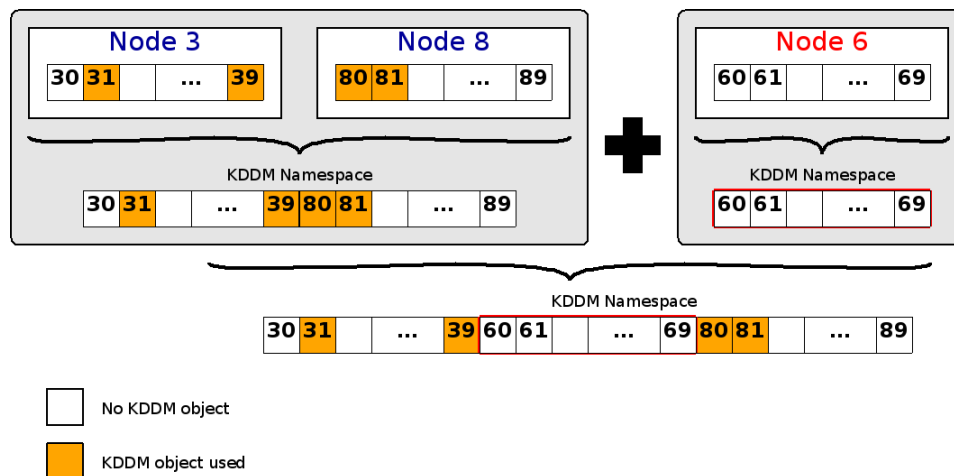 Node 3 Node 8 Node 6
30 31 ... 39 80 81 ... 89 60 61 ... 69
KDDM Namespace KDDM Namespace
30 31 ... 39 80 81 ... 89 60 61 ... 69
KDDM Namespace
30 31 ... 39 60 61 ... 69 80 81 ... 89
No KDDM object
KDDM object used